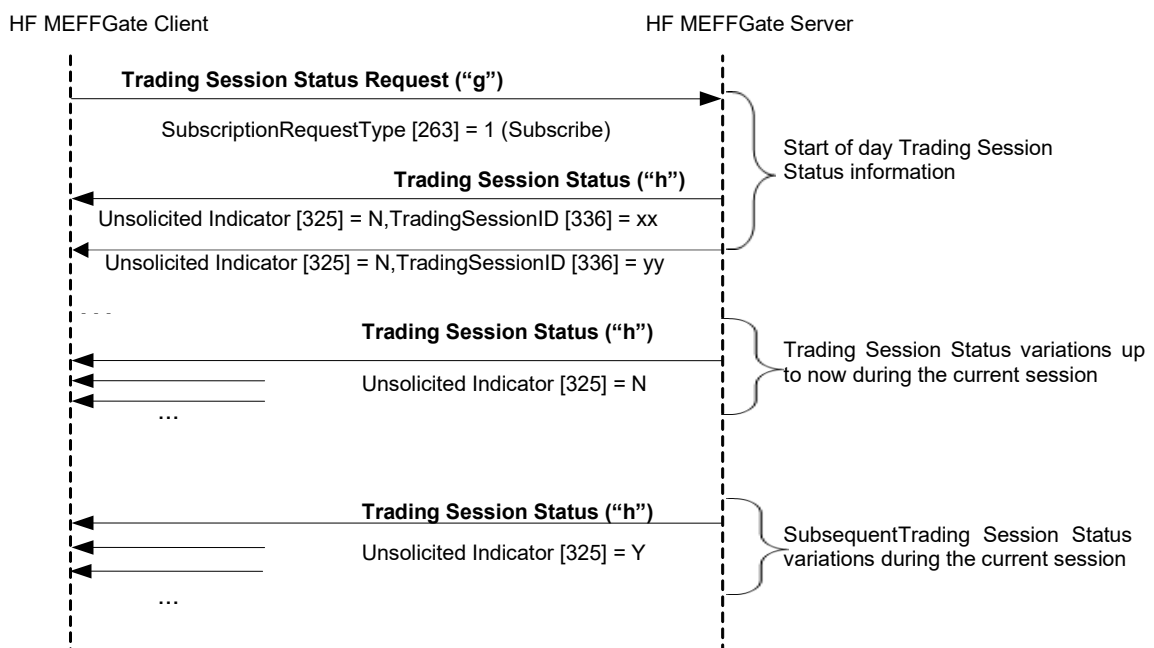 HF MEFFGate Client
HF MEFFGate Server
Trading Session Status Request (“g”)
SubscriptionRequestType [263] = 1 (Subscribe)
Start of day Trading Session
Status information
Trading Session Status (“h”)
Unsolicited Indicator [325] = N,TradingSessionID [336] = xx
Unsolicited Indicator [325] = N,TradingSessionID [336] = yy
...
Trading Session Status (“h”)
Trading Session Status variations up
to now during the current session
Unsolicited Indicator [325] = N
...
Trading Session Status (“h”)
SubsequentTrading Session Status
variations during the current session
Unsolicited Indicator [325] = Y
...